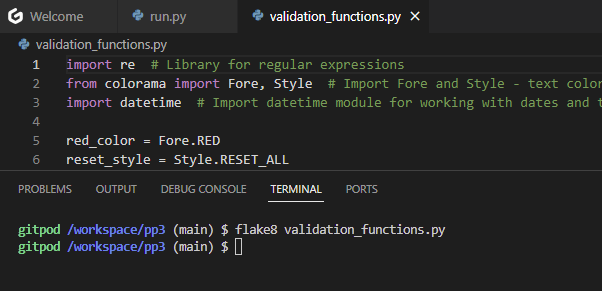 Welcome run.py validation_functions.py
validation_functions.py
1 import re # Library for regular expressions
2 from colorama import Fore, Style # Import Fore and Style - text color
3 import datetime # Import datetime module for working with dates and t
4
5 red_color = Fore.RED
6 reset_style = Style.RESET_ALL
PROBLEMS OUTPUT DEBUG CONSOLE TERMINAL PORTS
gitpod /workspace/pp3 (main) $ flake8 validation_functions.py
gitpod /workspace/pp3 (main) $